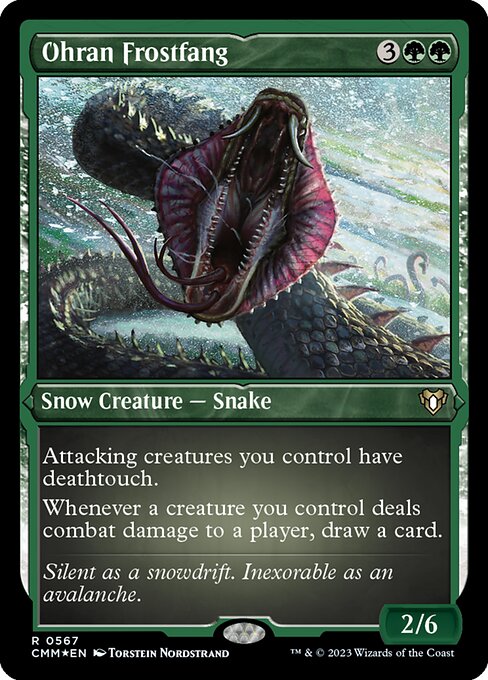 Ohran Frostfang 3
Snow Creature — Snake
Attacking creatures you control have
deathtouch.
Whenever a creature you control deals
combat damage to a player, draw a card.
Silent as a snowdrift. Inexorable as an
avalanche.
2/6
R 0567
CMM★EN Torstein Nordstrand ™ & © 2023 Wizards of the Coast